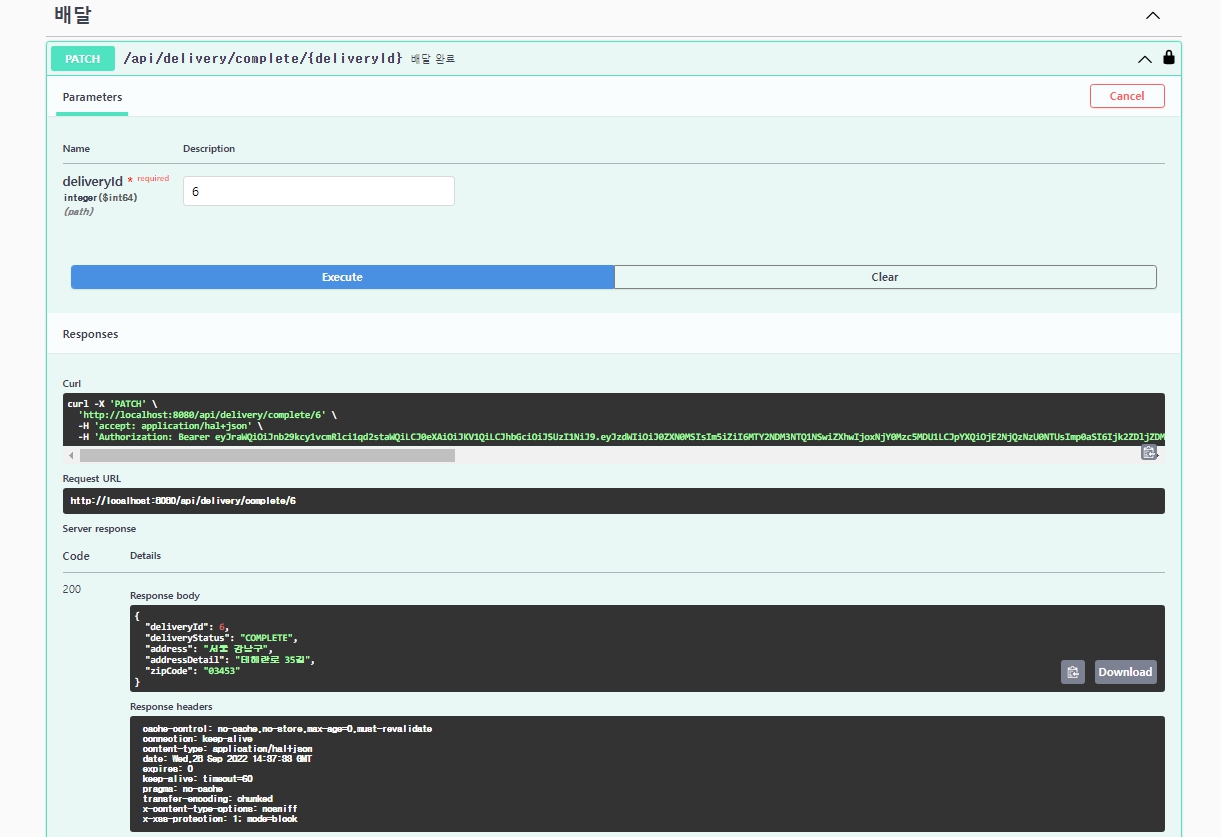 배달
PATCH /api/delivery/complete/{deliveryId} 배달 완료
Parameters
Cancel
Name Description
deliveryId * required
integer($int64)
(path)
6
Execute Clear
Responses
Curl
curl -X 'PATCH' \
'http://localhost:8080/api/delivery/complete/6' \
-H 'accept: application/hal+json' \
-H 'Authorization: Bearer
Request URL
http://localhost:8080/api/delivery/complete/6
Server response
Code Details
200
Response body
{
"deliveryId": 6,
"deliveryStatus": "COMPLETE",
"address": "서울 강남구",
"addressDetail": "테헤란로 35길",
"zipCode": "03453"
}
Download
Response headers
cache-control: no-cache,no-store,max-age=0,must-revalidate
connection: keep-alive
content-type: application/hal+json
date: Wed,28 Sep 2022 14:37:38 GMT
expires: 0
keep-alive: timeout=60
pragma: no-cache
transfer-encoding: chunked
x-content-type-options: nosniff
x-xss-protection: 1; mode=block